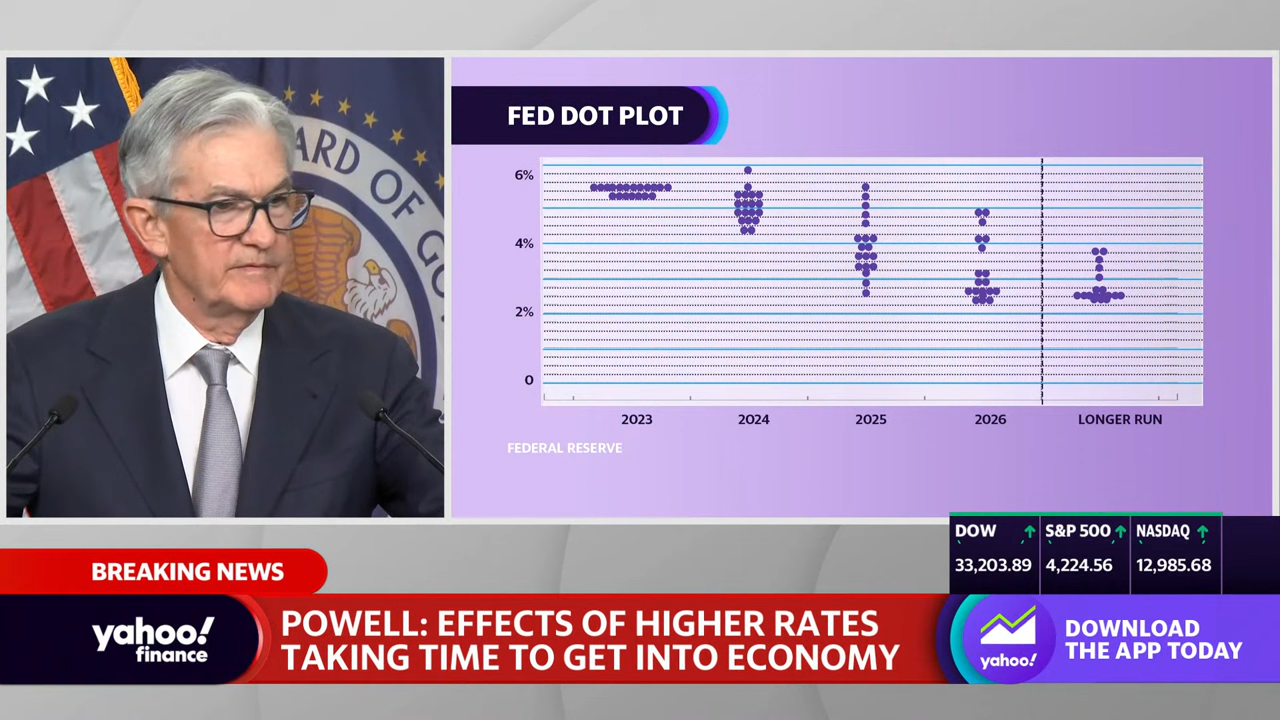 ARD OF GO
FED DOT PLOT
6%
4%
2%
0
2023 2024 2025 2026 LONGER RUN
FEDERAL RESERVE
DOW S&P 500 NASDAQ
33,203.89 4,224.56 12,985.68
BREAKING NEWS
yahoo!
finance
POWELL: EFFECTS OF HIGHER RATES
TAKING TIME TO GET INTO ECONOMY
yahoo!
DOWNLOAD
THE APP TODAY